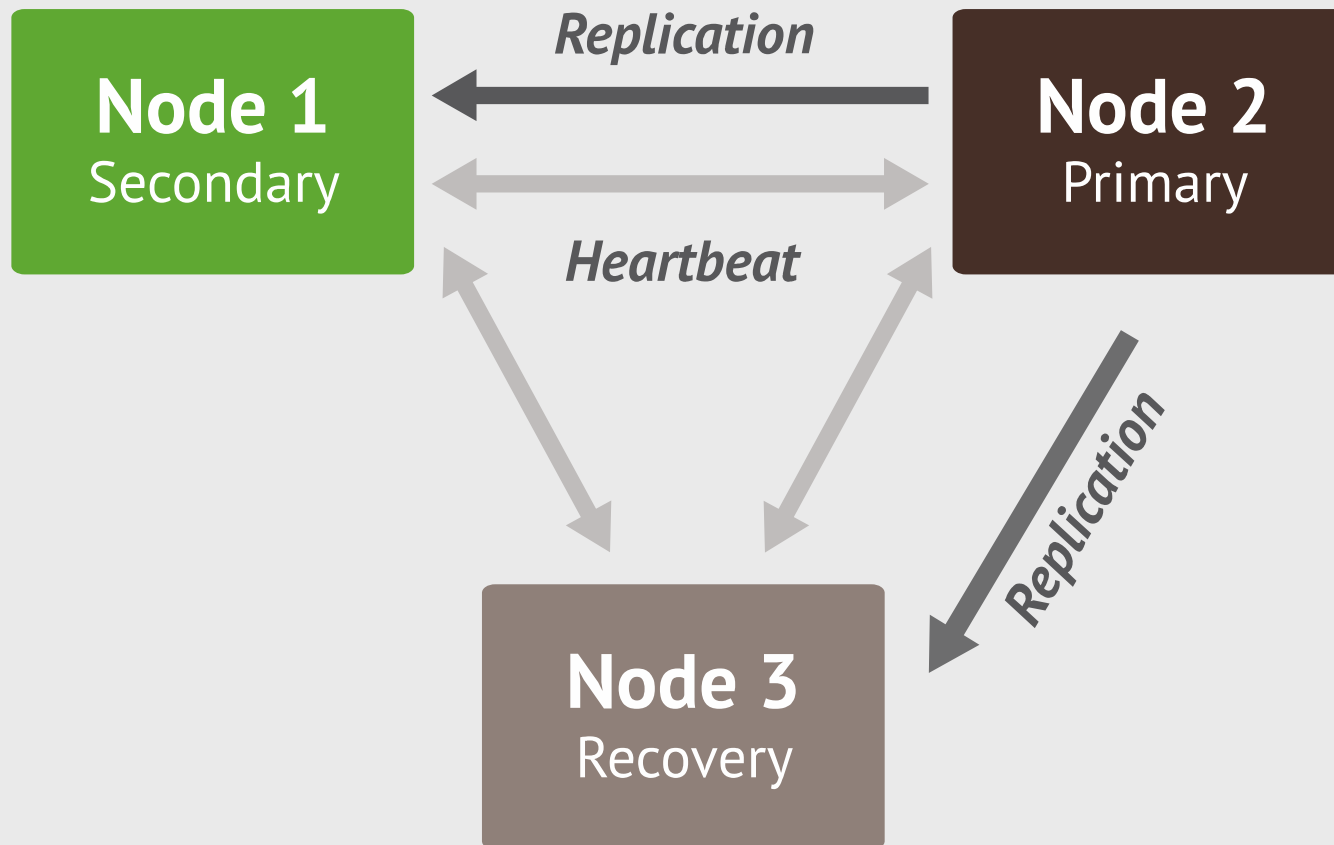 Replication
Node 1
Secondary
Node 2
Primary
Heartbeat
Replication
Node 3
Recovery